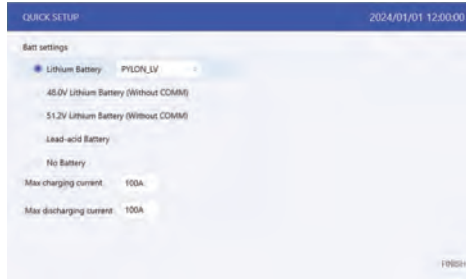 QUICK SETUP 2024/01/01 12:00:00
Batt settings
Lithium Battery PYLON_LV
48.0V Lithium Battery (Without COMM)
51.2V Lithium Battery (Without COMM)
Lead-acid Battery
No Battery
Max charging current 100A
Max discharging current 100A
FINISH